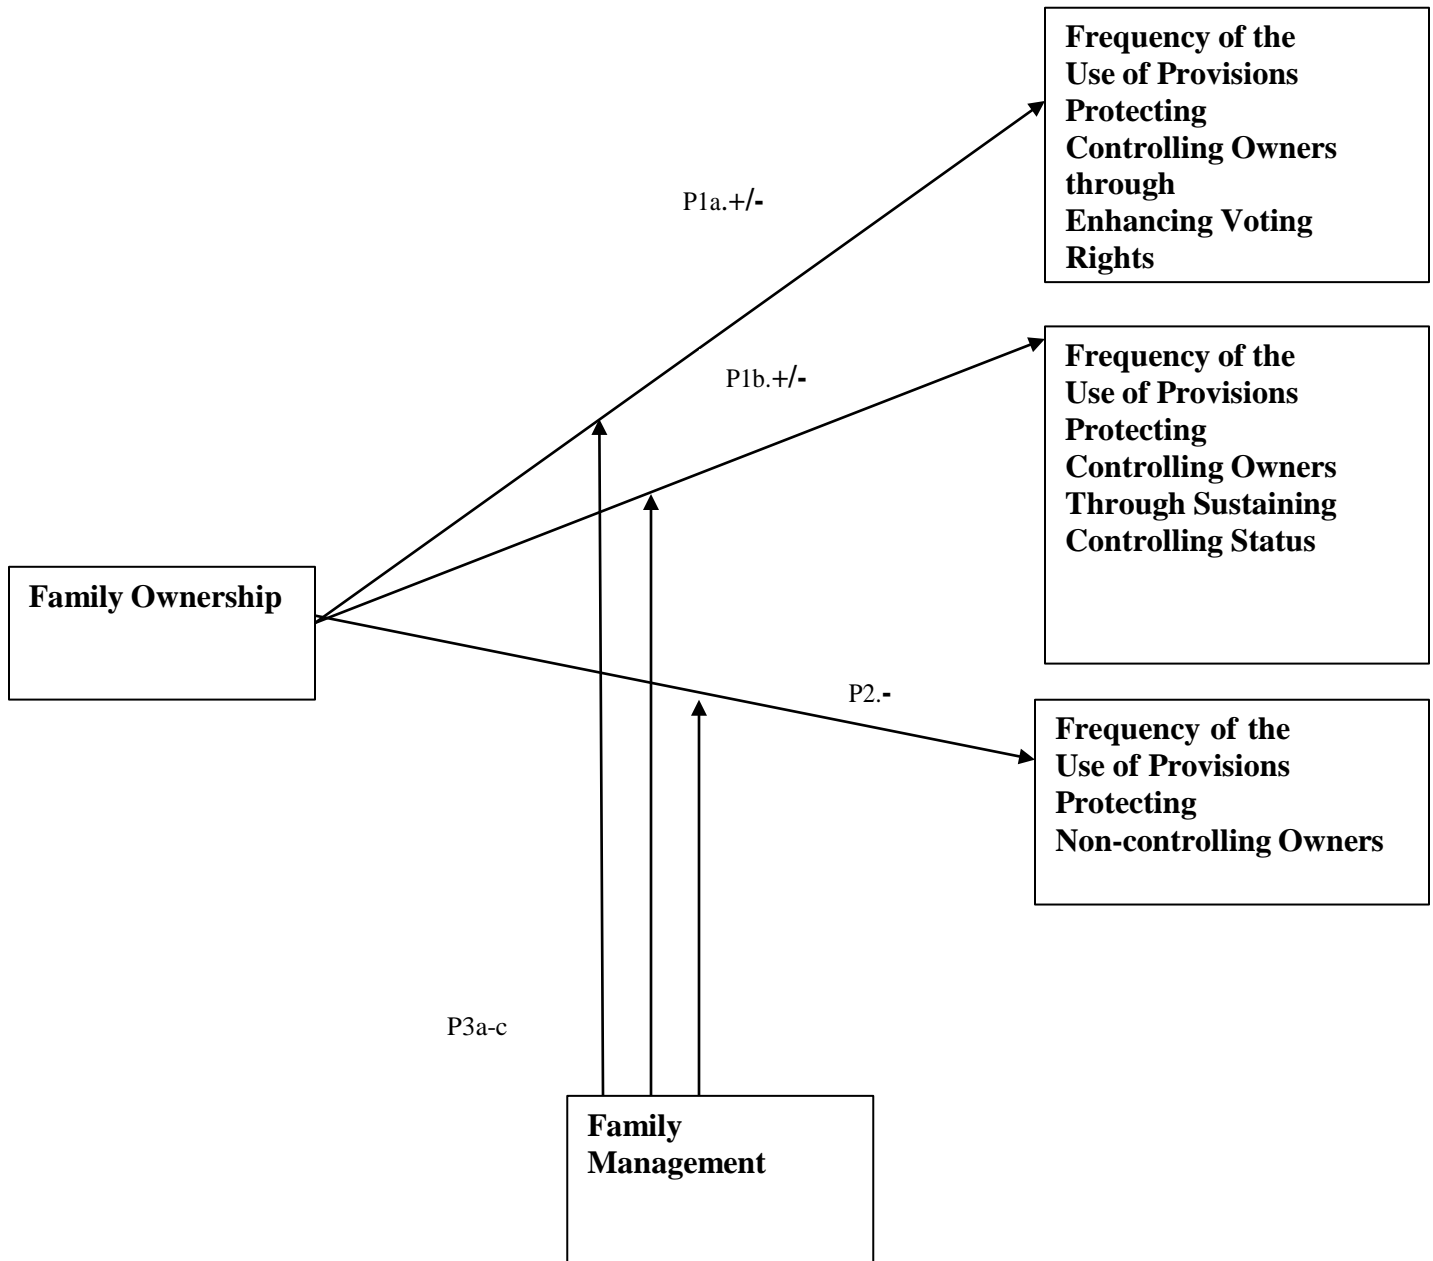 Frequency of the
Use of Provisions
Protecting
Controlling Owners
through
Enhancing Voting
Rights
P1a.+/-
Frequency of the
Use of Provisions
Protecting
Controlling Owners
Through Sustaining
Controlling Status
P1b.+/-
Family Ownership
P2.-
Frequency of the
Use of Provisions
Protecting
Non-controlling Owners
P3a-c
Family
Management